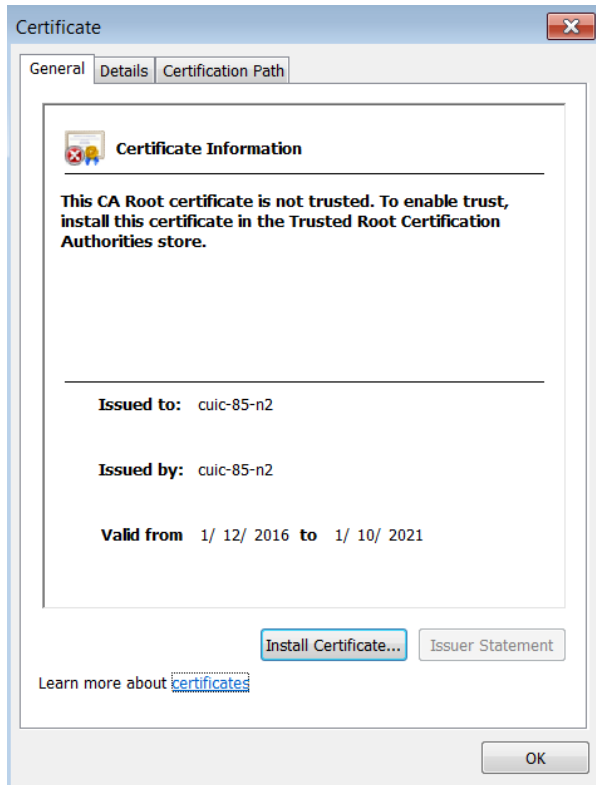 Certificate
General Details Certification Path
Certificate Information
This CA Root certificate is not trusted. To enable trust,
install this certificate in the Trusted Root Certification
Authorities store.
Issued to: cuic-85-n2
Issued by: cuic-85-n2
Valid from 1/ 12/ 2016 to 1/ 10/ 2021
Install Certificate... Issuer Statement
Learn more about certificates
OK